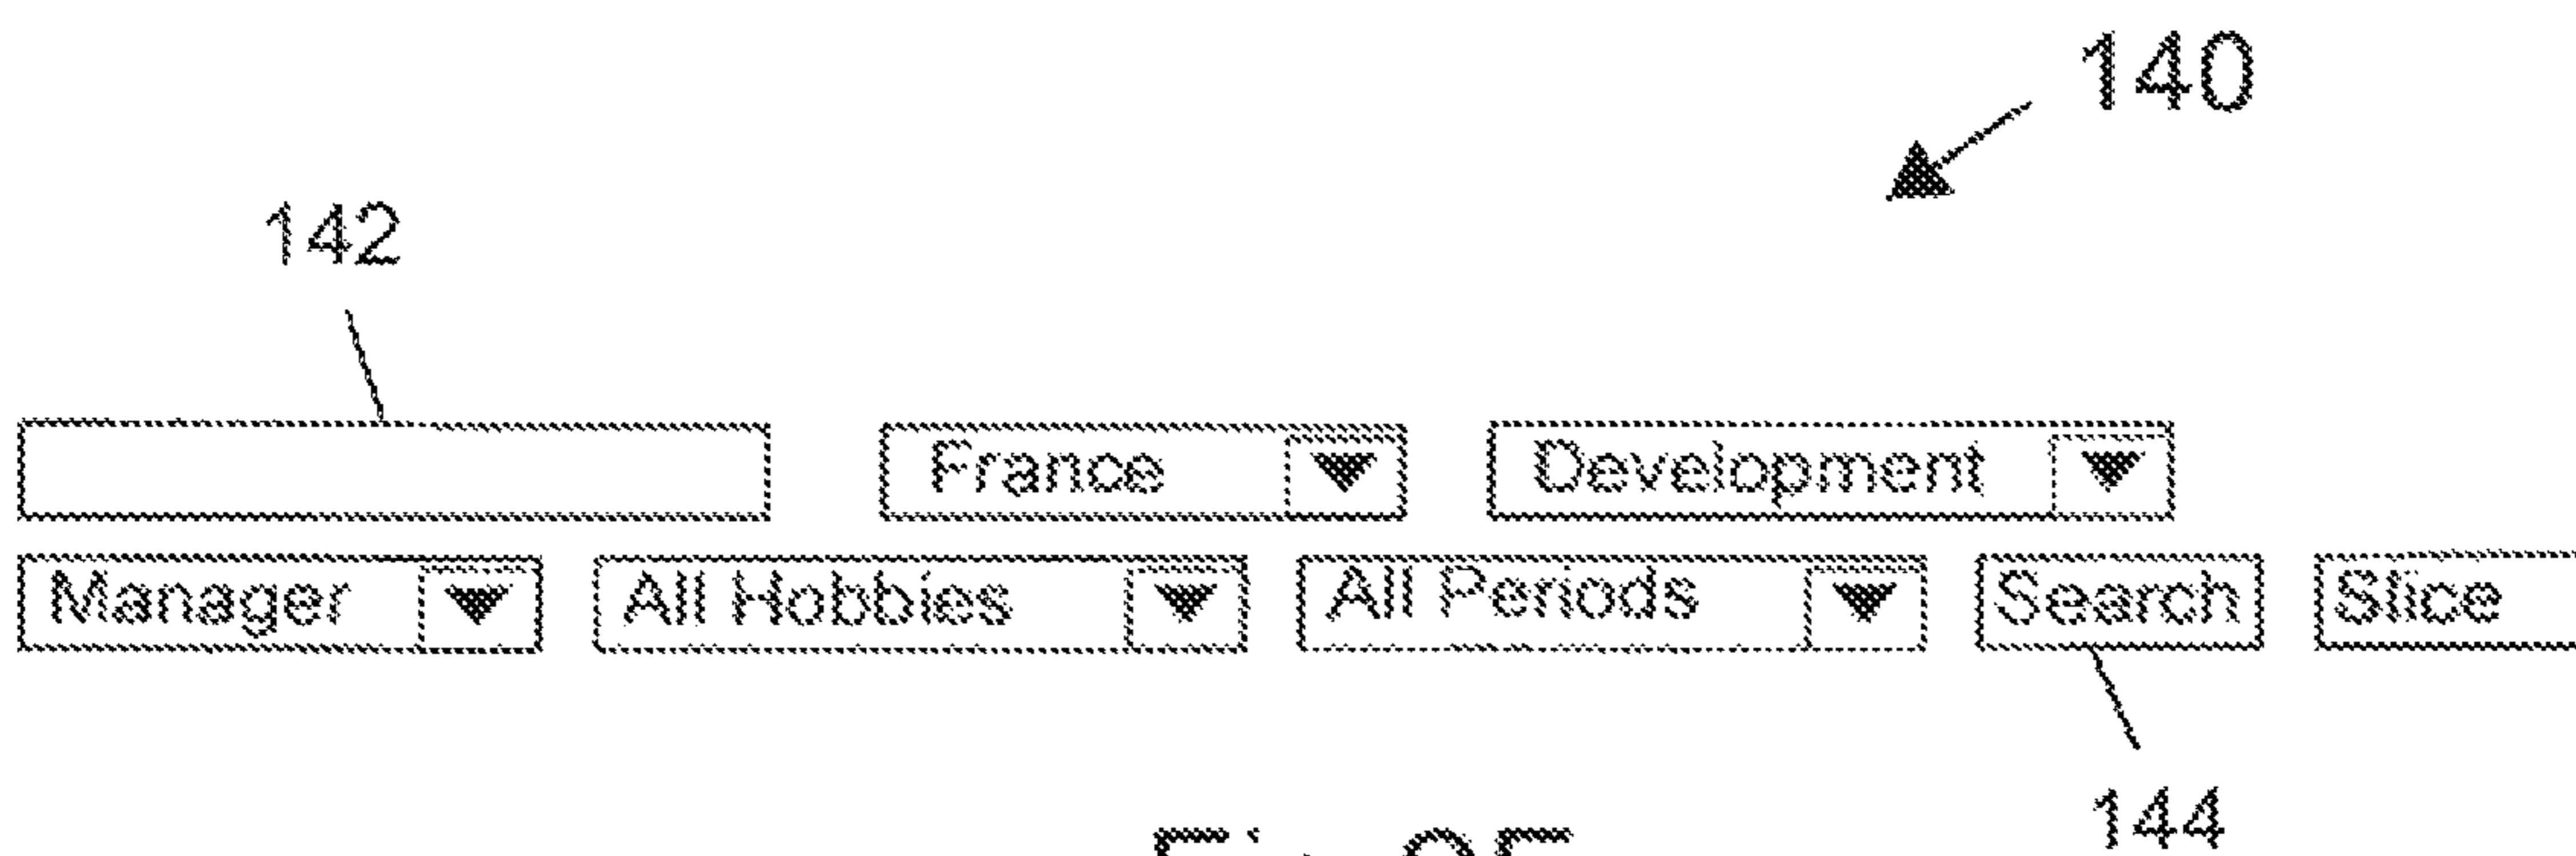 140
142
France Development
Manager All Hobbies All Periods Search Slice
144